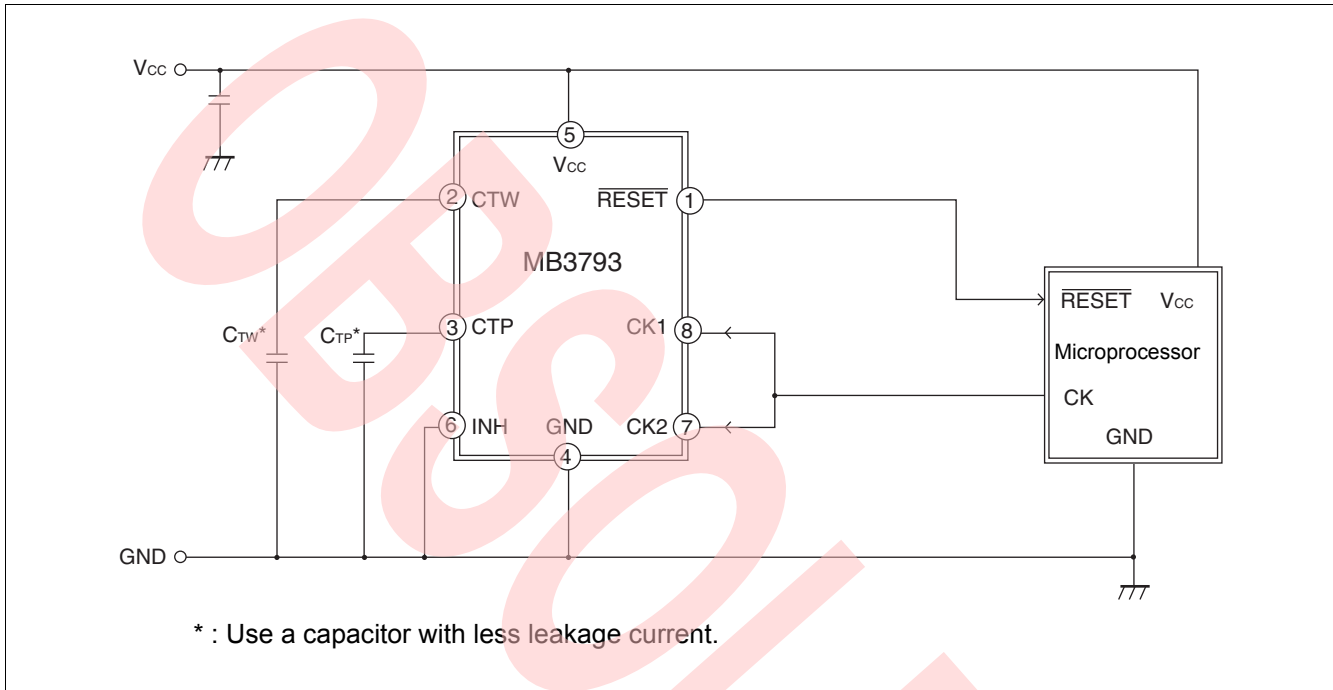 VCC
5
VCC
2 CTW RESET 1
MB3793
RESET VCC
3 CTP CK1 8
CTW* CTP*
Microprocessor
CK
6 INH GND CK2 7
GND
4
GND
* : Use a capacitor with less leakage current.
OBSOL